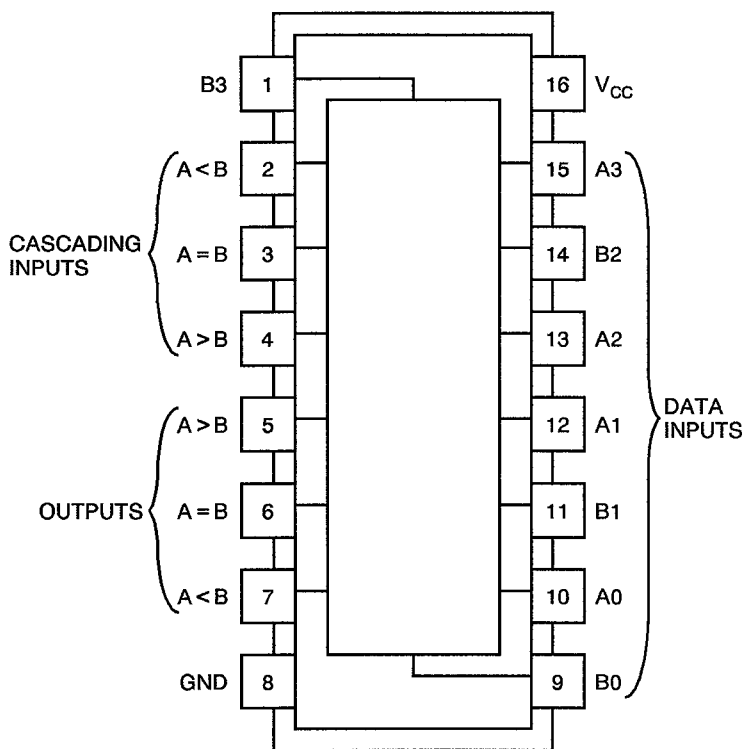 B3 1 16 VCC
A<B 2 15 A3
CASCADING
INPUTS
A=B 3 14 B2
A>B 4 13 A2
A>B 5 12 A1
DATA
INPUTS
OUTPUTS A=B 6 11 B1
A<B 7 10 A0
GND 8 9 B0